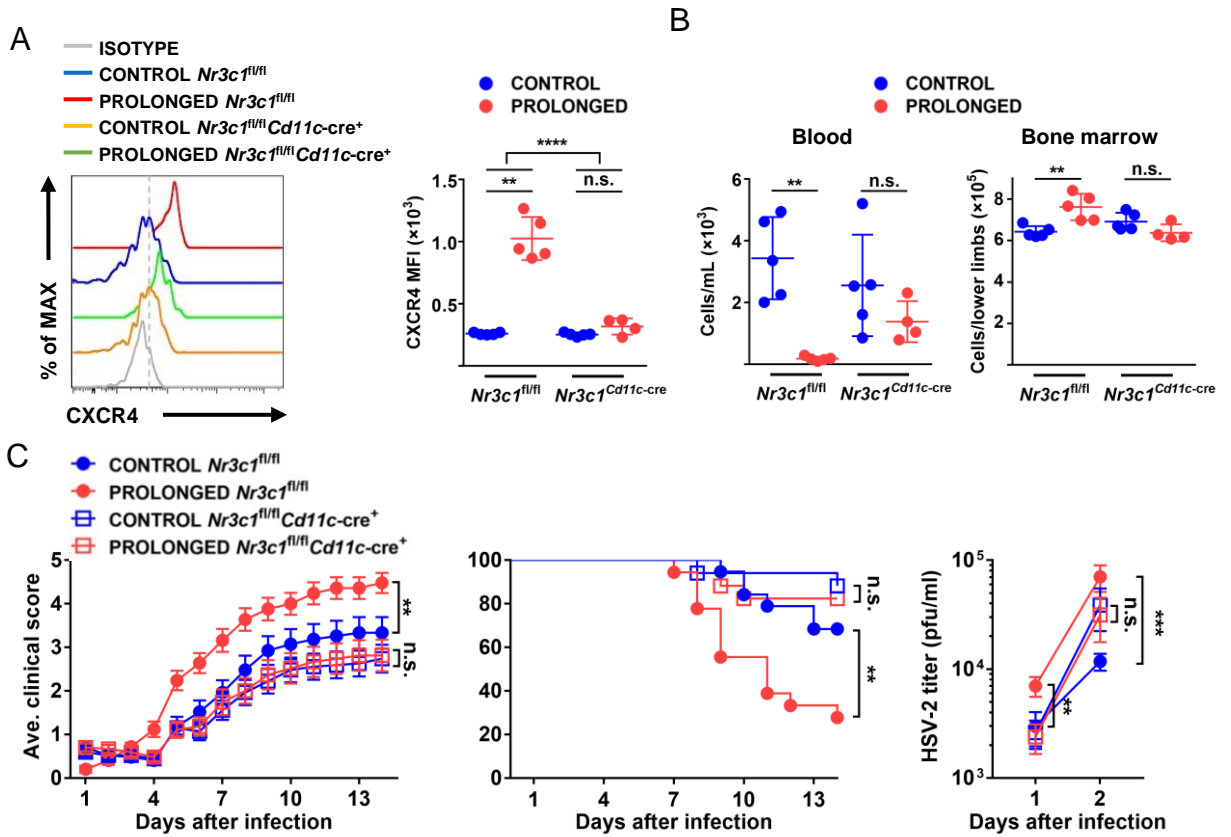 A
ISOTYPE
CONTROL Nr3c1fl/fl
PROLONGED Nr3c1fl/fl
CONTROL Nr3c1fl/flCd11c-cre+
PROLONGED Nr3c1fl/flCd11c-cre+
% of MAX
CXCR4
CONTROL
PROLONGED
****
**
n.s.
CXCR4 MFI (×10³)
1.5
1.0
0.5
Nr3c1fl/fl
Nr3c1Cd11c-cre
B
CONTROL
PROLONGED
Blood
**
n.s.
Cells/mL (×10³)
6
4
2
Nr3c1fl/fl
Nr3c1Cd11c-cre
Bone marrow
**
n.s.
Cells/lower limbs (×10⁵)
10
8
6
4
2
Nr3c1fl/fl
Nr3c1Cd11c-cre
C
CONTROL Nr3c1fl/fl
PROLONGED Nr3c1fl/fl
CONTROL Nr3c1fl/flCd11c-cre+
PROLONGED Nr3c1fl/flCd11c-cre+
Ave. clinical score
5
4
3
2
1
0
**
n.s.
1 4 7 10 13
Days after infection
100
80
60
40
20
0
n.s.
**
1 4 7 10 13
Days after infection
HSV-2 titer (pfu/ml)
10⁵
10⁴
10³
**
n.s.
***
1 2
Days after infection